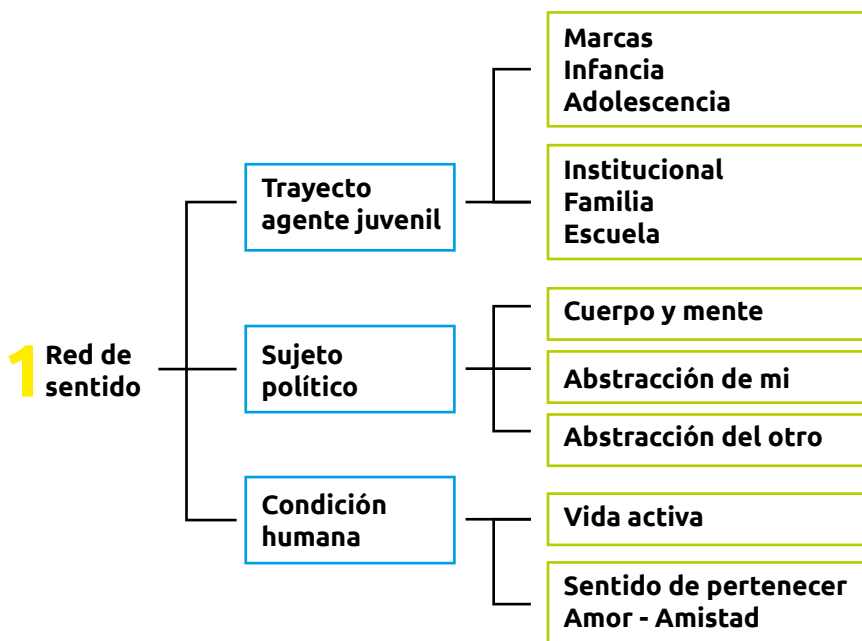 1
Red de
sentido
Trayecto
agente juvenil
Marcas
Infancia
Adolescencia
Institucional
Familia
Escuela
Sujeto
político
Cuerpo y mente
Abstracción de mi
Abstracción del otro
Condición
humana
Vida activa
Sentido de pertenecer
Amor - Amistad